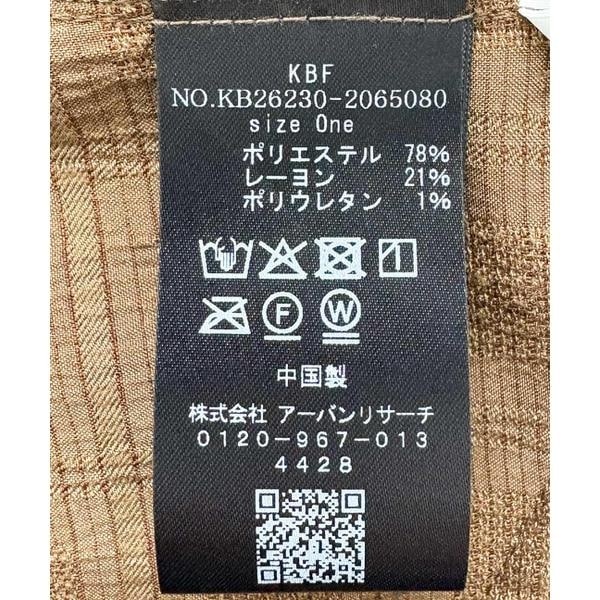 KBF
NO.KB26230-2065080
size One
ポリエステル 78%
レーヨン 21%
ポリウレタン 1%
F W
中国製
株式会社 アーバンリサーチ
0120-967-013
4428